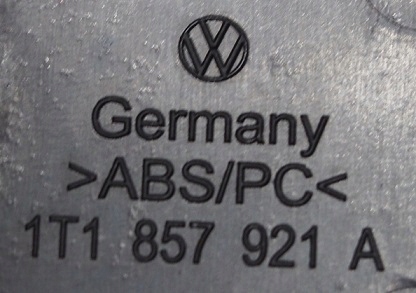 Germany
>ABS/PC<
1T1 857 921 A